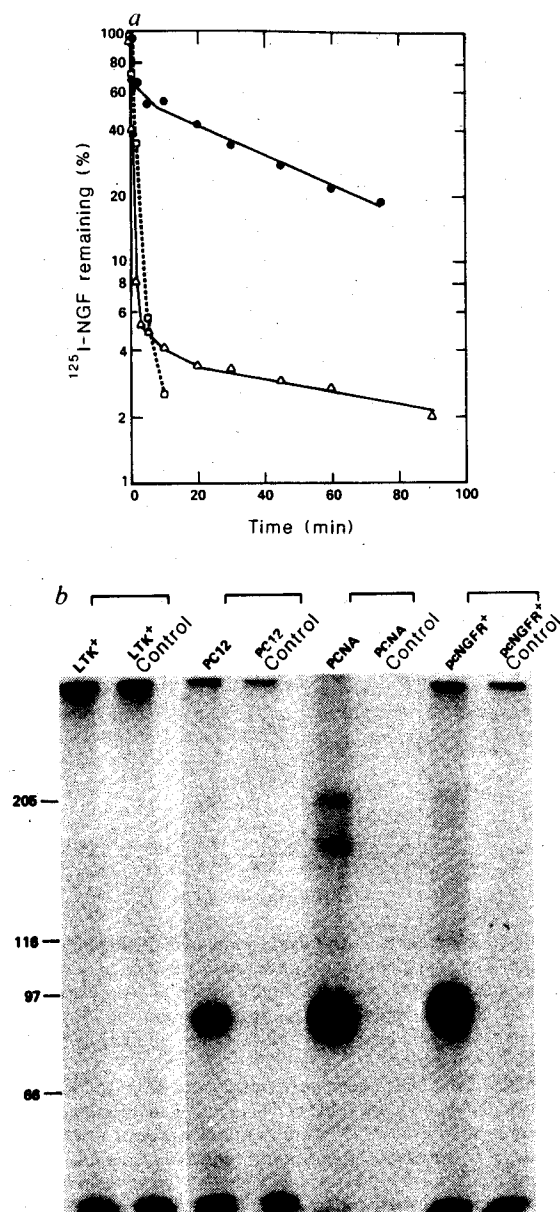 a
100
80
60
40
20
10
8
6
4
2
1
125I-NGF remaining (%)
0 20 40 60 80 100
Time (min)
b
LTK+
LTK+ Control
PC12
PC12 Control
PCNA
PCNA Control
pcNGFR+
pcNGFR+ Control
205
116
97
66